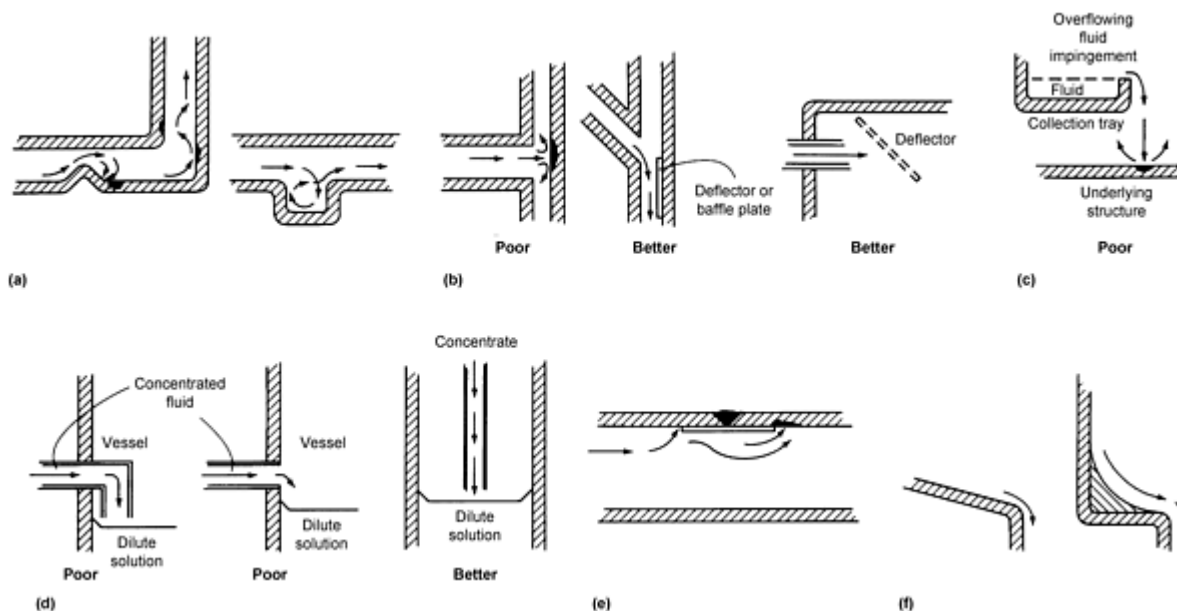 Poor
Deflector or
baffle plate
Better
Deflector
Better
(a)
(b)
Overflowing
fluid
impingement
Fluid
Collection tray
Underlying
structure
Poor
(c)
Concentrated
fluid
Vessel
Dilute
solution
Poor
Vessel
Dilute
solution
Poor
Concentrate
Dilute
solution
Better
(d)
(e)
(f)